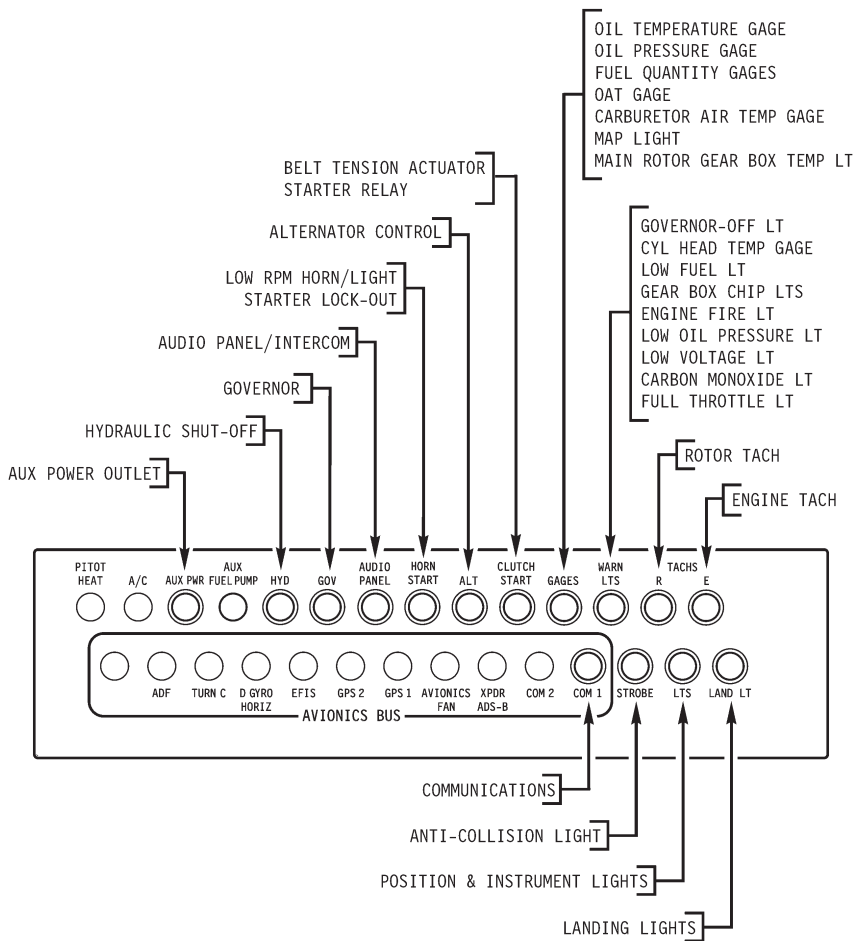 OIL TEMPERATURE GAGE
OIL PRESSURE GAGE
FUEL QUANTITY GAGES
OAT GAGE
CARBURETOR AIR TEMP GAGE
MAP LIGHT
MAIN ROTOR GEAR BOX TEMP LT
BELT TENSION ACTUATOR
STARTER RELAY
GOVERNOR-OFF LT
CYL HEAD TEMP GAGE
LOW FUEL LT
GEAR BOX CHIP LTS
ENGINE FIRE LT
LOW OIL PRESSURE LT
LOW VOLTAGE LT
CARBON MONOXIDE LT
FULL THROTTLE LT
ALTERNATOR CONTROL
LOW RPM HORN/LIGHT
STARTER LOCK-OUT
AUDIO PANEL/INTERCOM
GOVERNOR
HYDRAULIC SHUT-OFF
AUX POWER OUTLET
ROTOR TACH
ENGINE TACH
PITOT
HEAT
A/C
AUX PWR
AUX
FUEL PUMP
HYD
GOV
AUDIO
PANEL
HORN
START
ALT
CLUTCH
START
GAGES
WARN
LTS
TACHS
R
E
ADF
TURN C
D GYRO
HORIZ
EFIS
GPS 2
GPS 1
AVIONICS
FAN
XPDR
ADS-B
COM 2
COM 1
STROBE
LTS
LAND LT
AVIONICS BUS
COMMUNICATIONS
ANTI-COLLISION LIGHT
POSITION & INSTRUMENT LIGHTS
LANDING LIGHTS